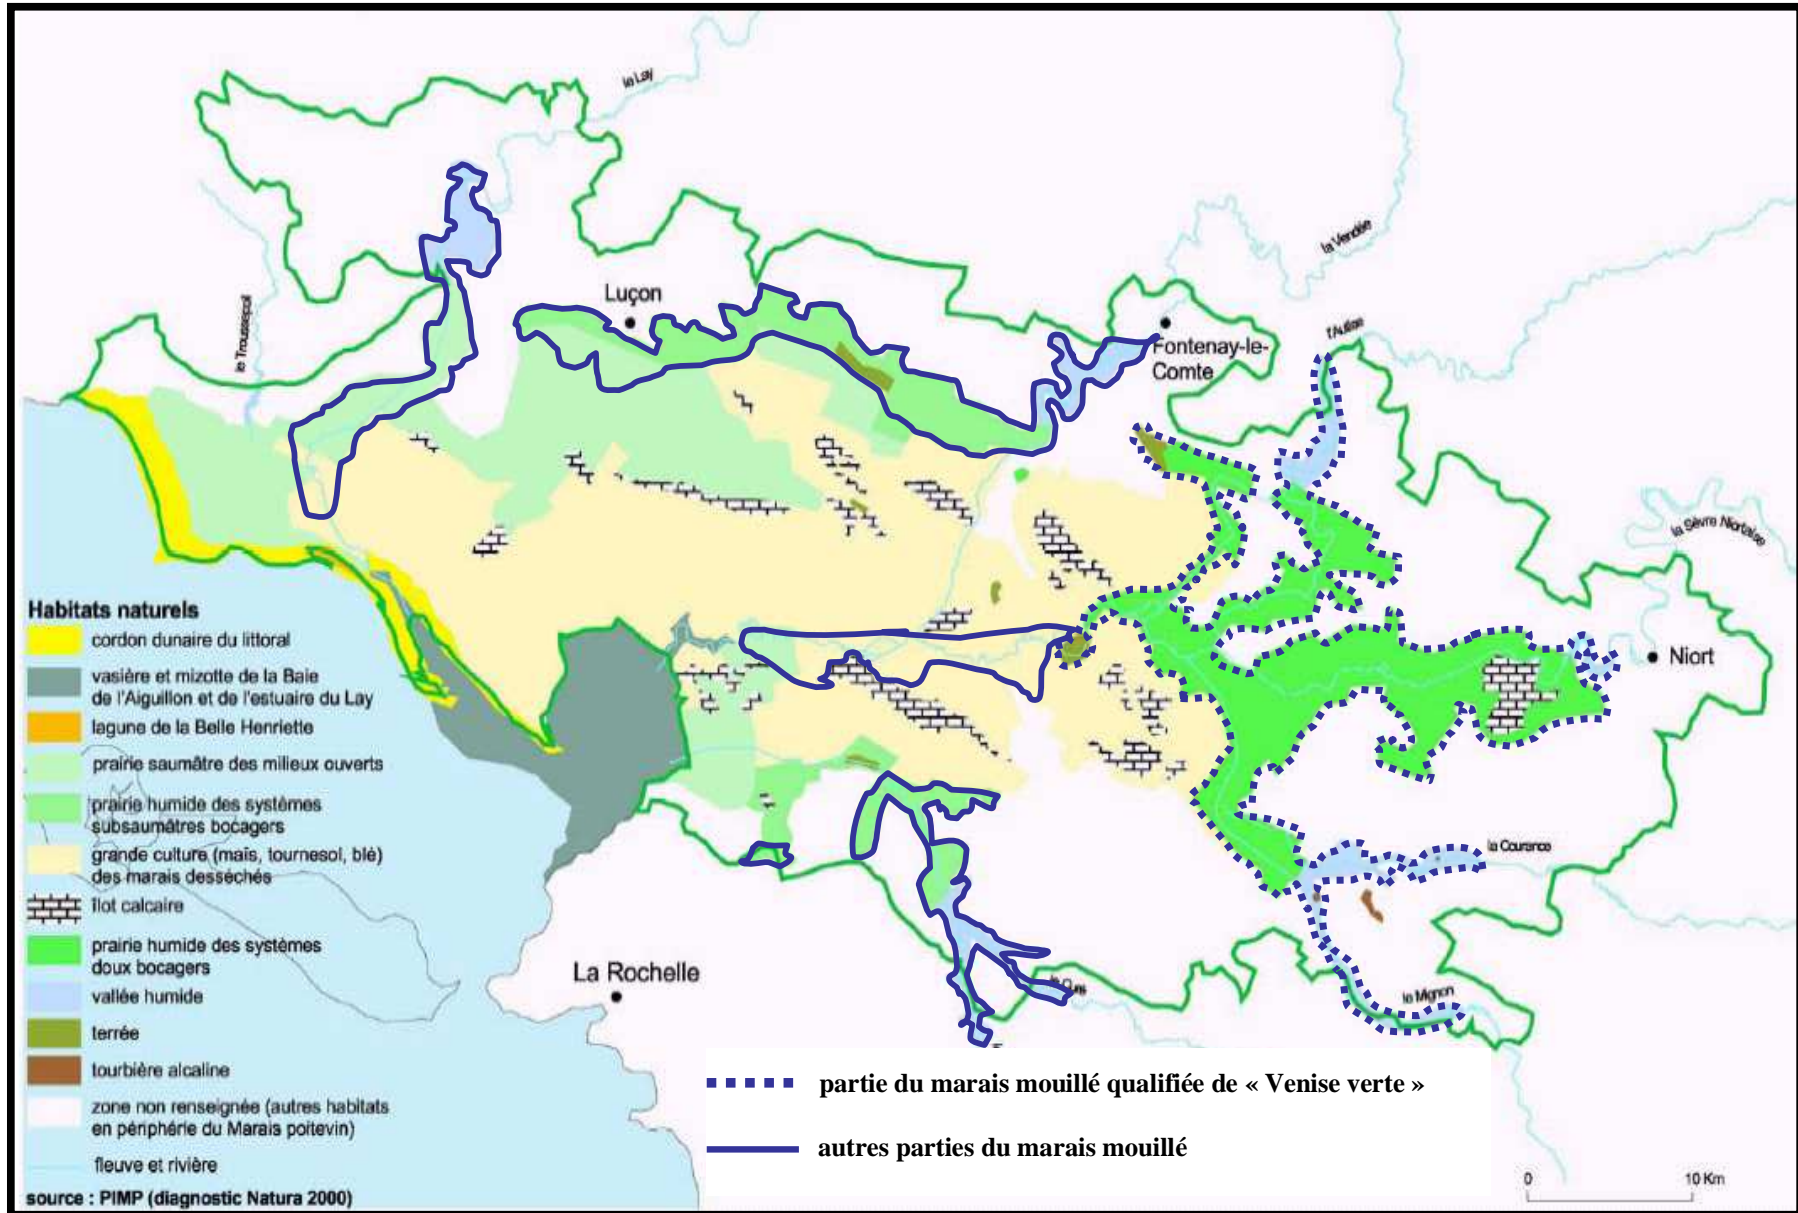 le Lay
la Vendée
Luçon
le Troussepoil
Fontenay-le-
Comte
l'Autise
la Sèvre Niortaise
Niort
Habitats naturels
cordon dunaire du littoral
vasière et mizotte de la Baie
de l'Aiguillon et de l'estuaire du Lay
lagune de la Belle Henriette
prairie saumâtre des milieux ouverts
prairie humide des systèmes
subsaumâtres bocagers
grande culture (maïs, tournesol, blé)
des marais desséchés
îlot calcaire
prairie humide des systèmes
doux bocagers
vallée humide
terrée
tourbière alcaline
zone non renseignée (autres habitats
en périphérie du Marais poitevin)
fleuve et rivière
source : PIMP (diagnostic Natura 2000)
la Courance
La Rochelle
le Mignon
partie du marais mouillé qualifiée de « Venise verte »
autres parties du marais mouillé
0 10 Km